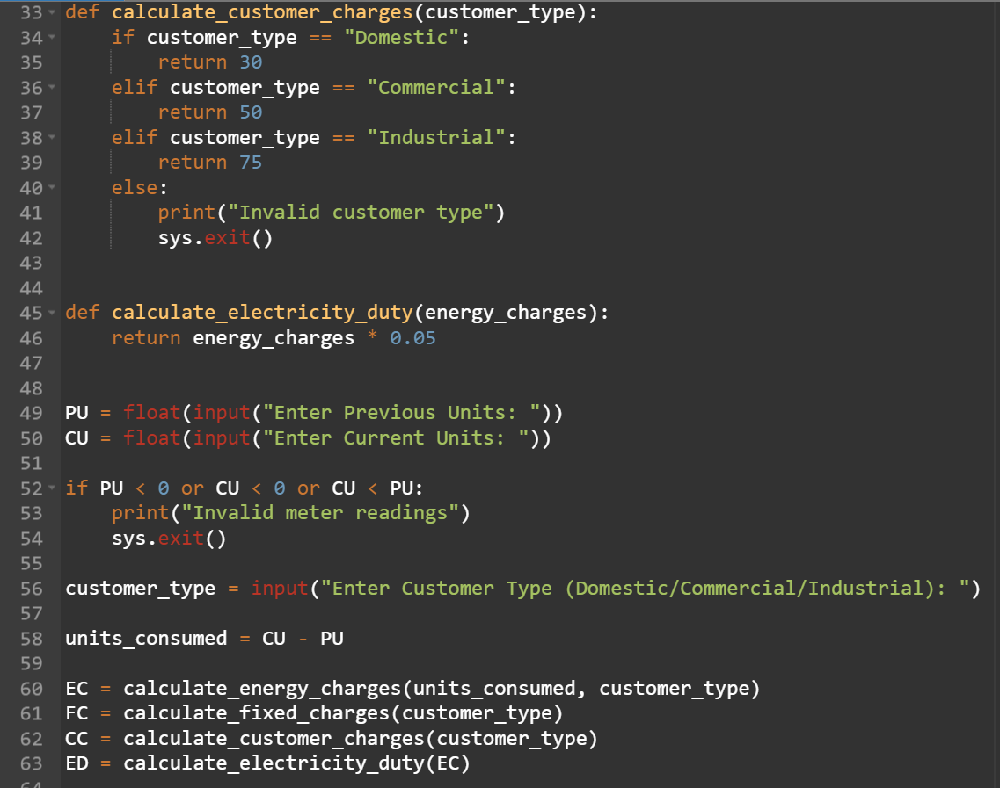 33 def calculate_customer_charges(customer_type):
34     if customer_type == "Domestic":
35         return 30
36     elif customer_type == "Commercial":
37         return 50
38     elif customer_type == "Industrial":
39         return 75
40     else:
41         print("Invalid customer type")
42         sys.exit()
43
44
45 def calculate_electricity_duty(energy_charges):
46     return energy_charges * 0.05
47
48
49 PU = float(input("Enter Previous Units: "))
50 CU = float(input("Enter Current Units: "))
51
52 if PU < 0 or CU < 0 or CU < PU:
53     print("Invalid meter readings")
54     sys.exit()
55
56 customer_type = input("Enter Customer Type (Domestic/Commercial/Industrial): ")
57
58 units_consumed = CU - PU
59
60 EC = calculate_energy_charges(units_consumed, customer_type)
61 FC = calculate_fixed_charges(customer_type)
62 CC = calculate_customer_charges(customer_type)
63 ED = calculate_electricity_duty(EC)
64